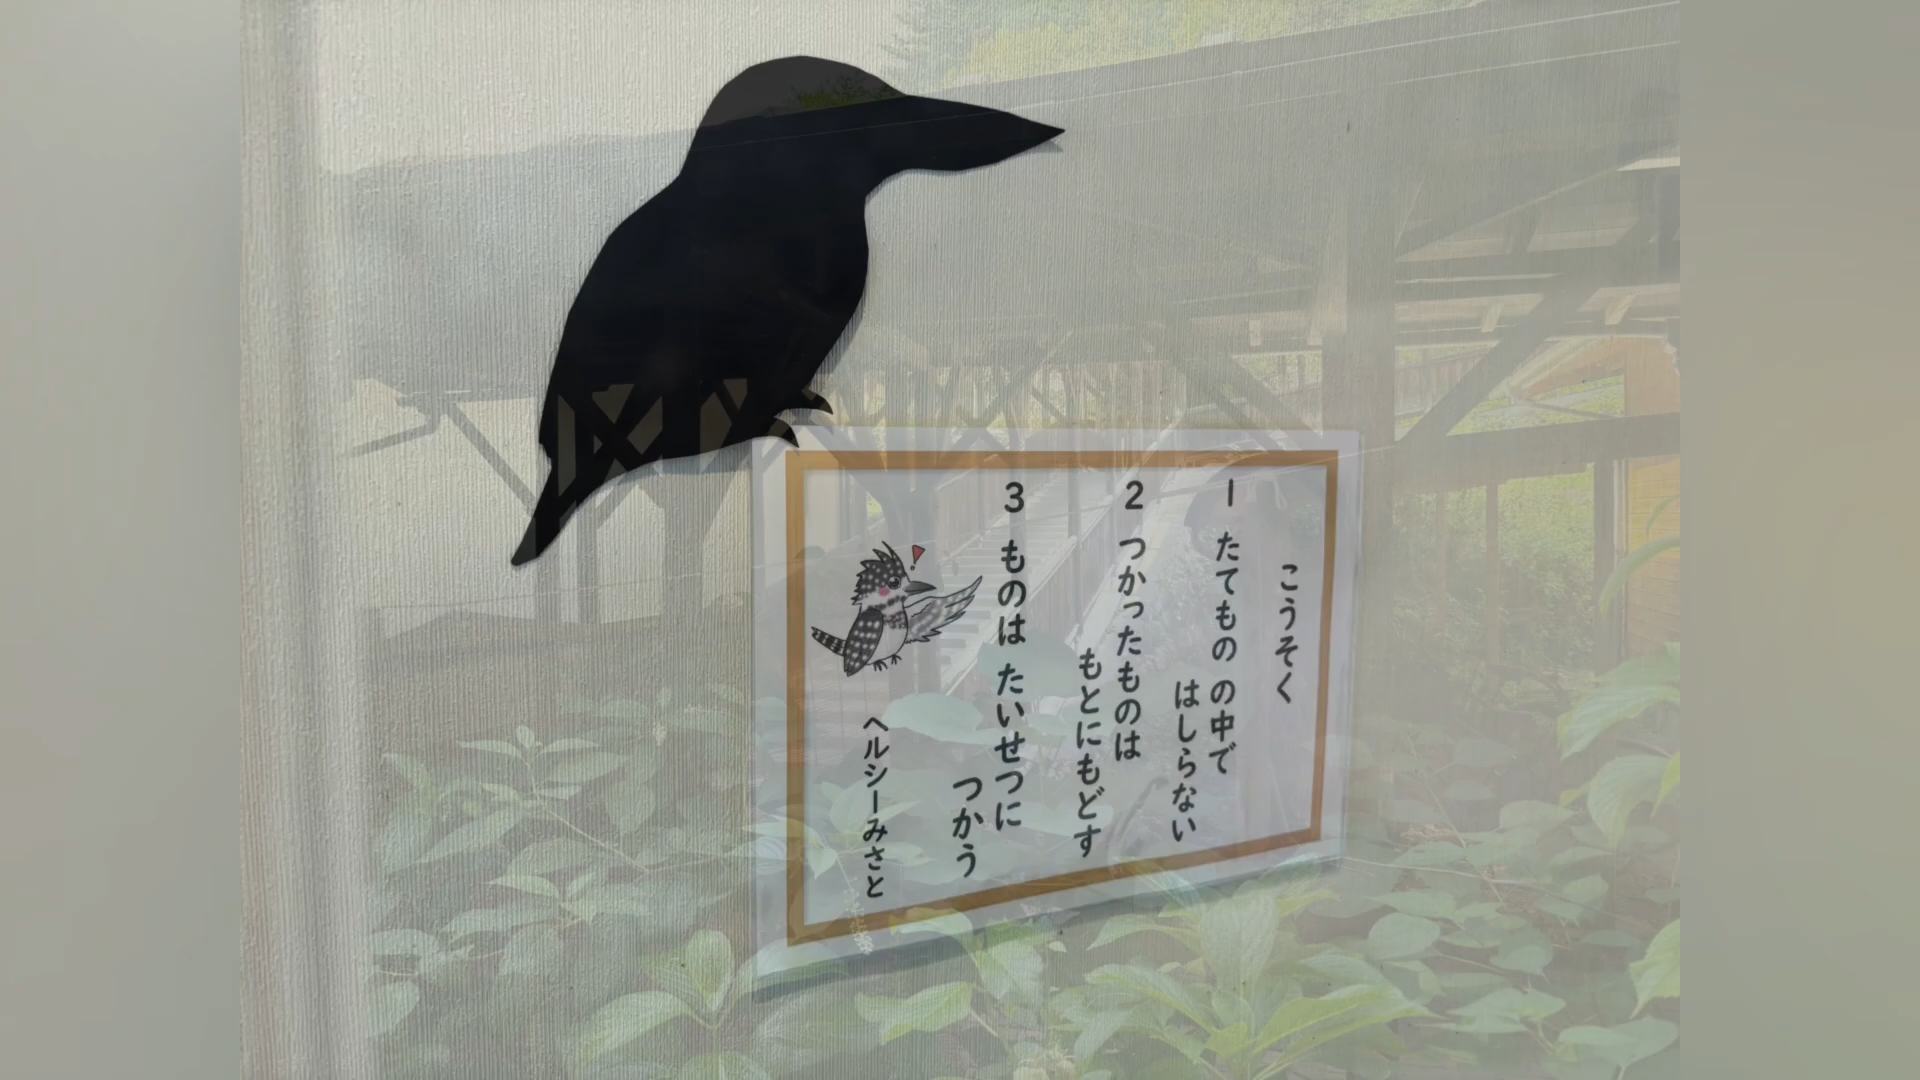 こうそく
1 たてもの の中で
はしらない
2 つかったものは
もとにもどす
3 ものは たいせつに
つかう
ヘルシーみさと